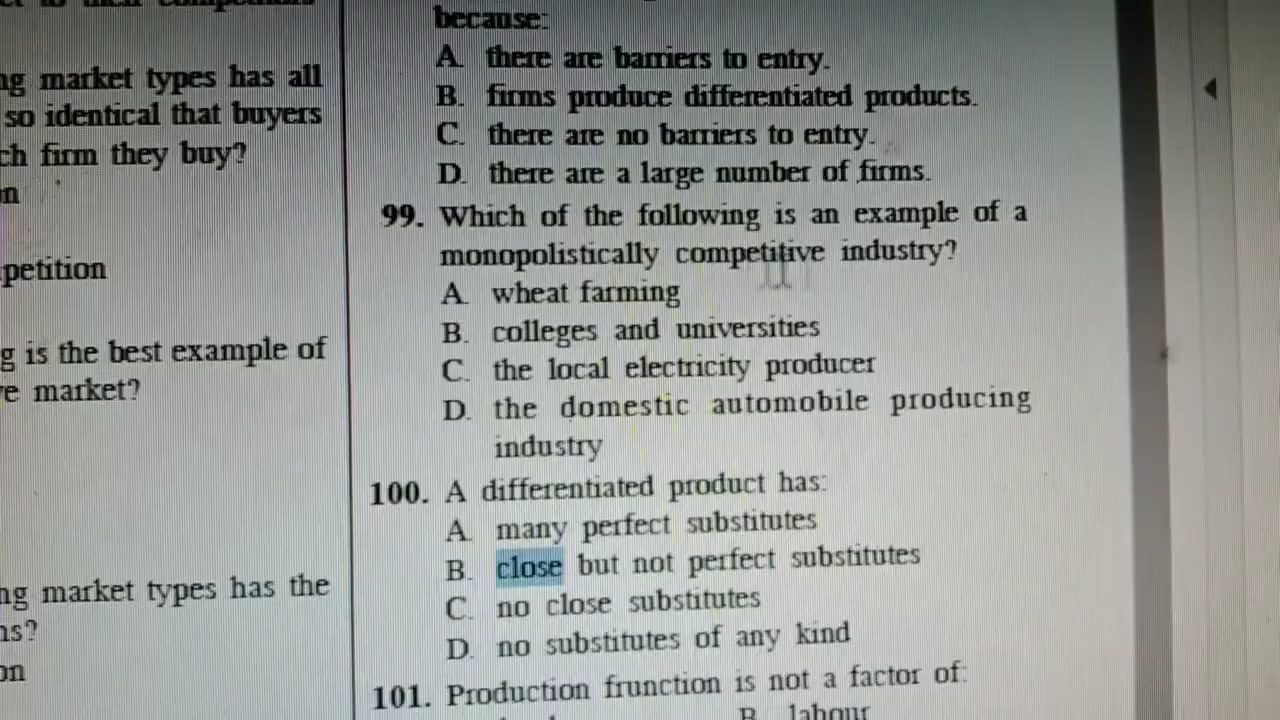 ng market types has all
so identical that buyers
ch firm they buy?
n
petition
g is the best example of
e market?
ng market types has the
ns?
on
because:
A. there are barriers to entry.
B. firms produce differentiated products.
C. there are no barriers to entry.
D. there are a large number of firms.
99. Which of the following is an example of a
monopolistically competitive industry?
A. wheat farming
B. colleges and universities
C. the local electricity producer
D. the domestic automobile producing
industry
100. A differentiated product has:
A. many perfect substitutes
B. close but not perfect substitutes
C. no close substitutes
D. no substitutes of any kind
101. Production frunction is not a factor of:
B. labour